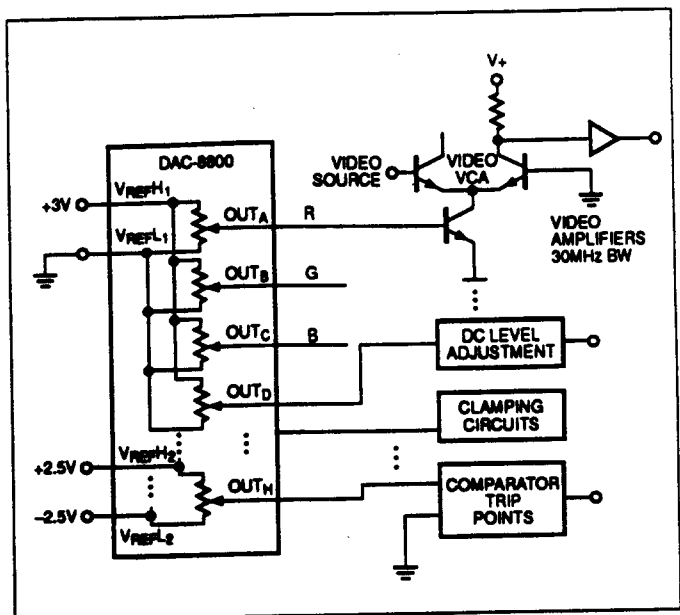 V+
DAC-8800
VIDEO
SOURCE
VIDEO
VCA
VREFH1
+3V
OUTA
R
VREFL1
VIDEO
AMPLIFIERS
30MHz BW
OUTB
G
OUTC
B
DC LEVEL
ADJUSTMENT
OUTD
CLAMPING
CIRCUITS
VREFH2
+2.5V
OUTH
COMPARATOR
TRIP
POINTS
-2.5V
VREFL2